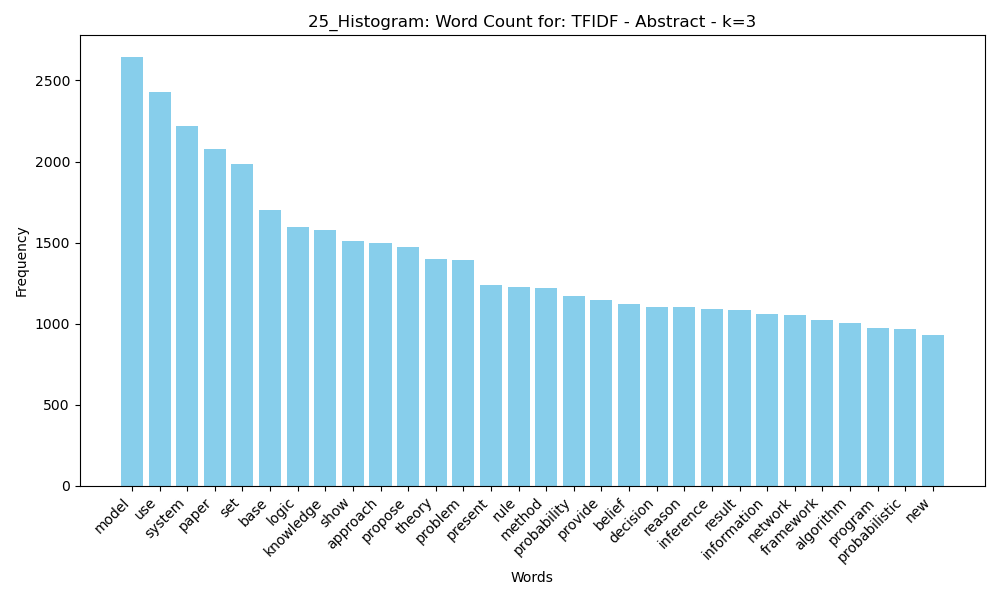 25_Histogram: Word Count for: TFIDF - Abstract - k=3
Frequency
2500
2000
1500
1000
500
0
model
use
system
paper
set
base
logic
knowledge
show
approach
propose
theory
problem
present
rule
method
probability
provide
belief
decision
reason
inference
result
information
network
framework
algorithm
program
probabilistic
new
Words